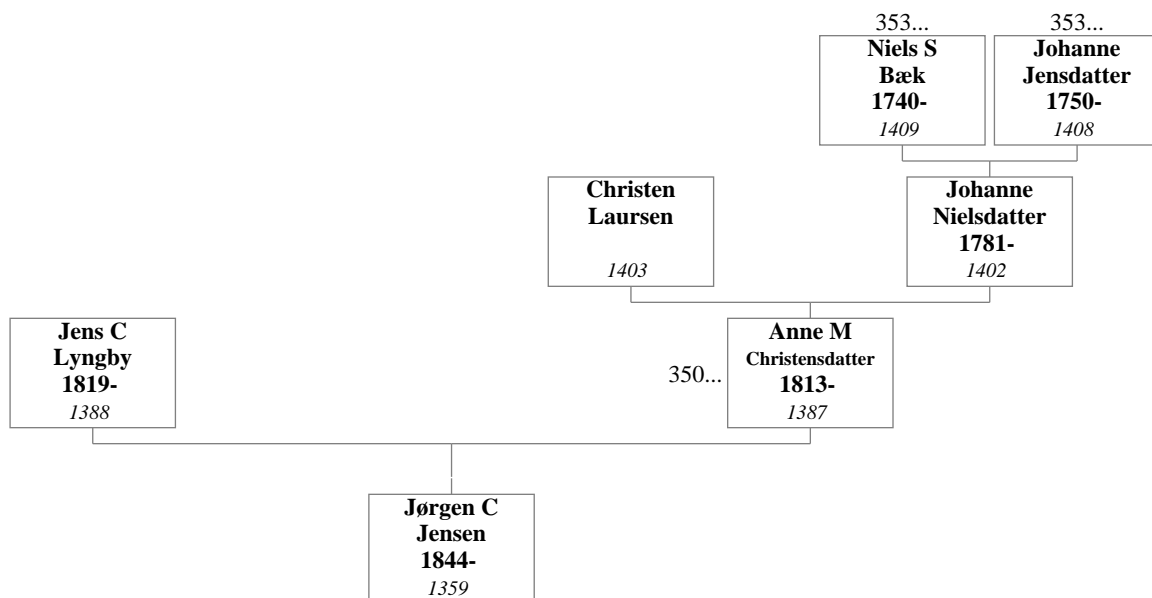 353...
353...
Niels S
Bæk
1740-
1409
Johanne
Jensdatter
1750-
1408
Christen
Laursen
1403
Johanne
Nielsdatter
1781-
1402
Jens C
Lyngby
1819-
1388
350...
Anne M
Christensdatter
1813-
1387
Jørgen C
Jensen
1844-
1359